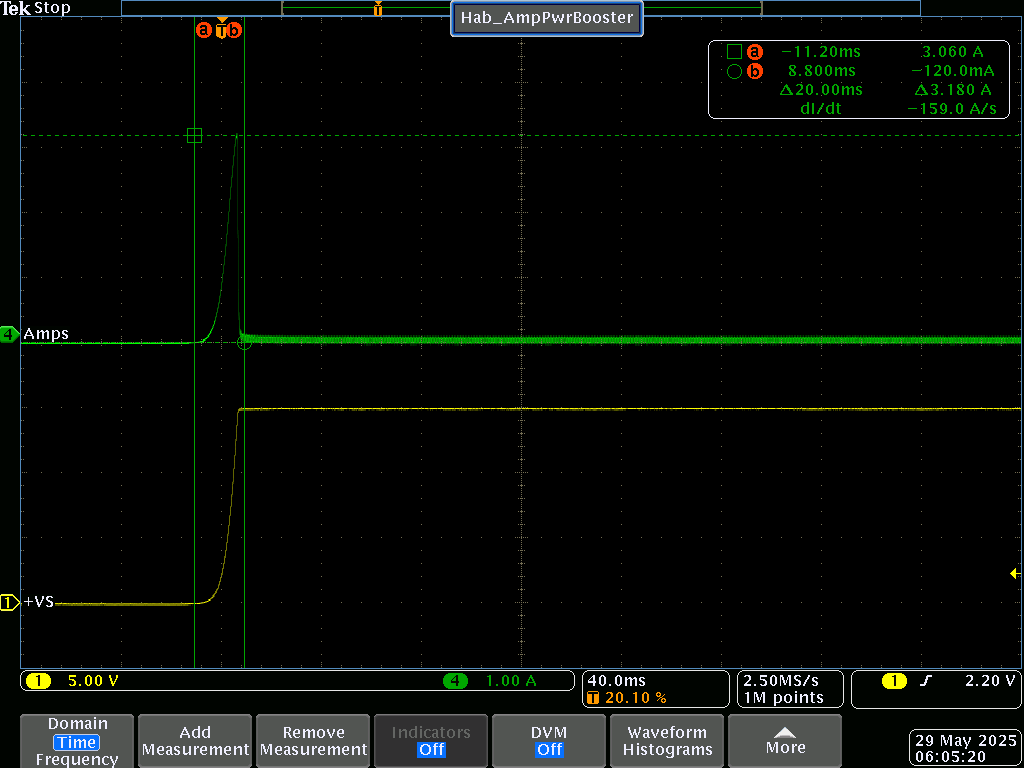 Tek Stop
T
Hab_AmpPwrBooster
a T b
a −11.20ms 3.060 A
b 8.800ms −120.0mA
Δ20.00ms Δ3.180 A
dI/dt −159.0 A/s
4 Amps
1 +VS
1 5.00 V 4 1.00 A 40.0ms 2.50MS/s 1 2.20 V
T 20.10 % 1M points
Domain
Time
Frequency
Add
Measurement
Remove
Measurement
Indicators
Off
DVM
Off
Waveform
Histograms
More
29 May 2025
06:05:20